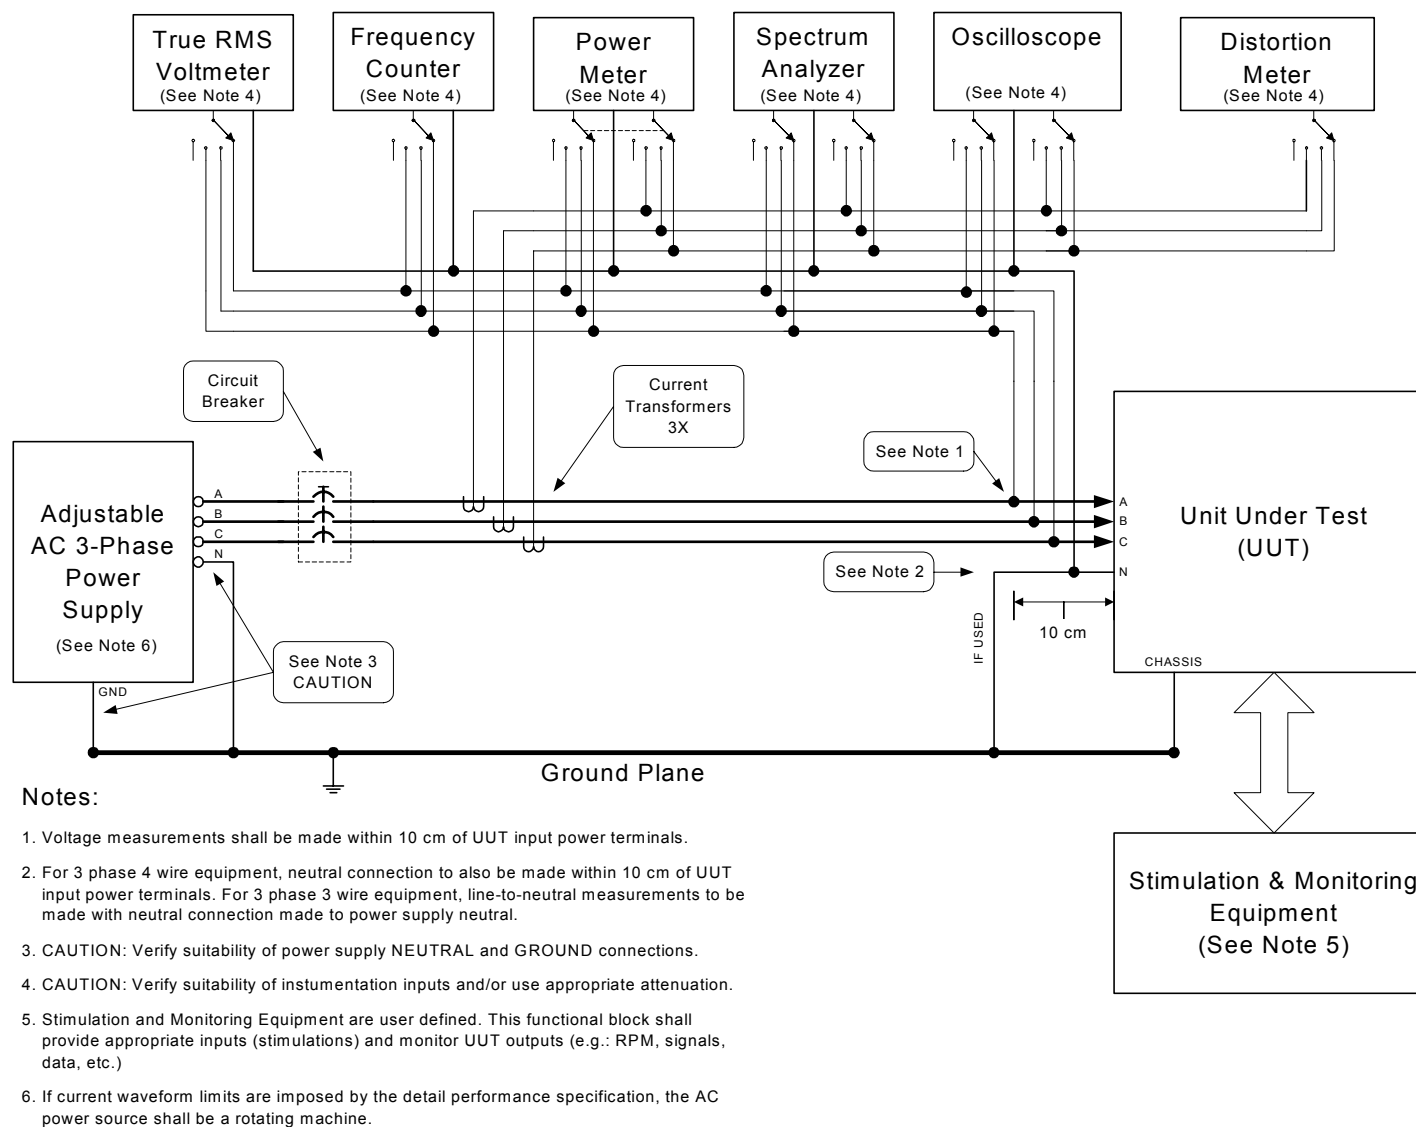 True RMS
Voltmeter
(See Note 4)
Frequency
Counter
(See Note 4)
Power
Meter
(See Note 4)
Spectrum
Analyzer
(See Note 4)
Oscilloscope
(See Note 4)
Distortion
Meter
(See Note 4)
Circuit
Breaker
Current
Transformers
3X
See Note 1
Adjustable
AC 3-Phase
Power
Supply
(See Note 6)
A
B
C
N
GND
See Note 2
See Note 3
CAUTION
IF USED
10 cm
A
B
C
N
Unit Under Test
(UUT)
CHASSIS
Ground Plane
Stimulation & Monitoring
Equipment
(See Note 5)
Notes:
1. Voltage measurements shall be made within 10 cm of UUT input power terminals.
2. For 3 phase 4 wire equipment, neutral connection to also be made within 10 cm of UUT
input power terminals. For 3 phase 3 wire equipment, line-to-neutral measurements to be
made with neutral connection made to power supply neutral.
3. CAUTION: Verify suitability of power supply NEUTRAL and GROUND connections.
4. CAUTION: Verify suitability of instumentation inputs and/or use appropriate attenuation.
5. Stimulation and Monitoring Equipment are user defined. This functional block shall
provide appropriate inputs (stimulations) and monitor UUT outputs (e.g.: RPM, signals,
data, etc.)
6. If current waveform limits are imposed by the detail performance specification, the AC
power source shall be a rotating machine.